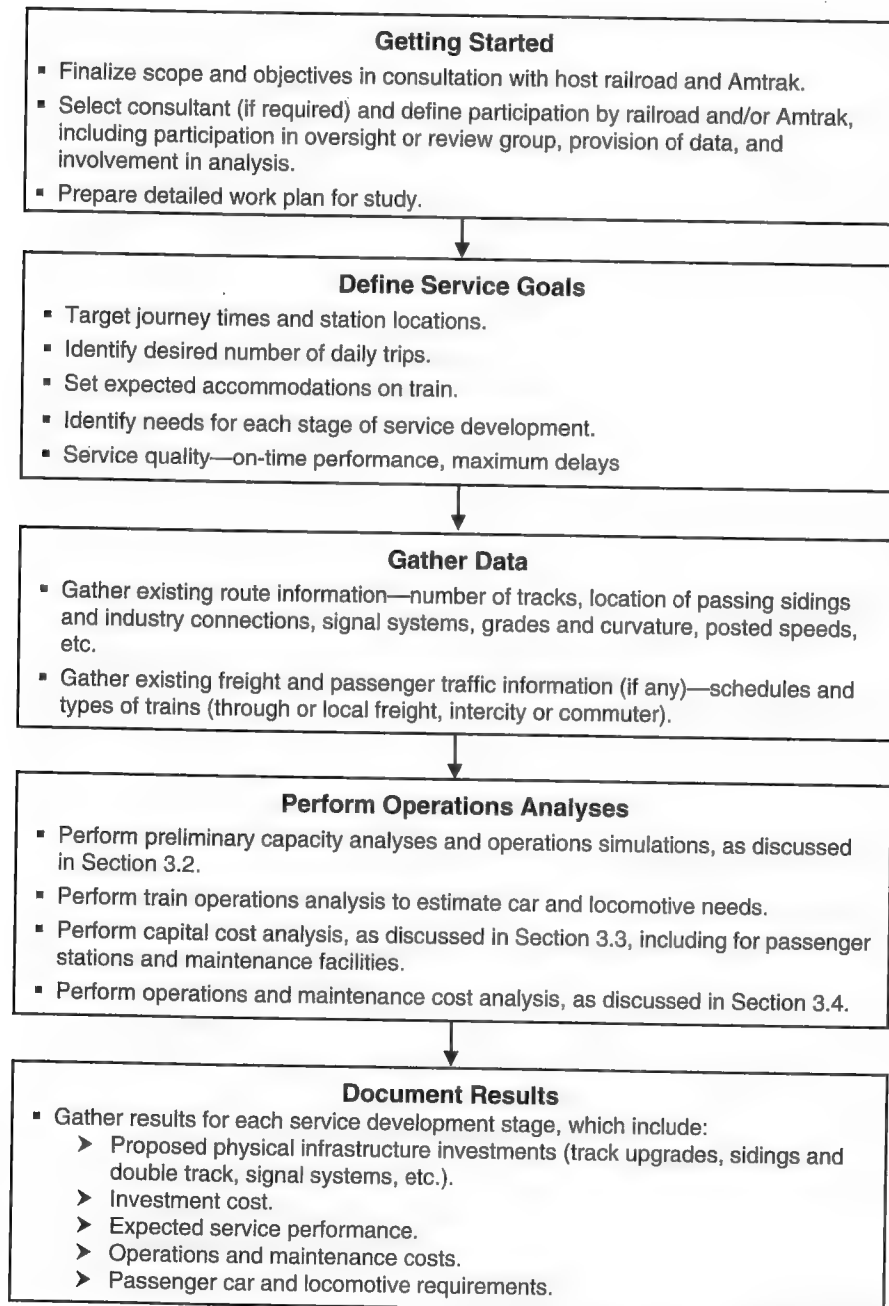 Getting Started
▪ Finalize scope and objectives in consultation with host railroad and Amtrak.
▪ Select consultant (if required) and define participation by railroad and/or Amtrak,
including participation in oversight or review group, provision of data, and
involvement in analysis.
▪ Prepare detailed work plan for study.
Define Service Goals
▪ Target journey times and station locations.
▪ Identify desired number of daily trips.
▪ Set expected accommodations on train.
▪ Identify needs for each stage of service development.
▪ Service quality—on-time performance, maximum delays
Gather Data
▪ Gather existing route information—number of tracks, location of passing sidings
and industry connections, signal systems, grades and curvature, posted speeds,
etc.
▪ Gather existing freight and passenger traffic information (if any)—schedules and
types of trains (through or local freight, intercity or commuter).
Perform Operations Analyses
▪ Perform preliminary capacity analyses and operations simulations, as discussed
in Section 3.2.
▪ Perform train operations analysis to estimate car and locomotive needs.
▪ Perform capital cost analysis, as discussed in Section 3.3, including for passenger
stations and maintenance facilities.
▪ Perform operations and maintenance cost analysis, as discussed in Section 3.4.
Document Results
▪ Gather results for each service development stage, which include:
➤ Proposed physical infrastructure investments (track upgrades, sidings and
double track, signal systems, etc.).
➤ Investment cost.
➤ Expected service performance.
➤ Operations and maintenance costs.
➤ Passenger car and locomotive requirements.